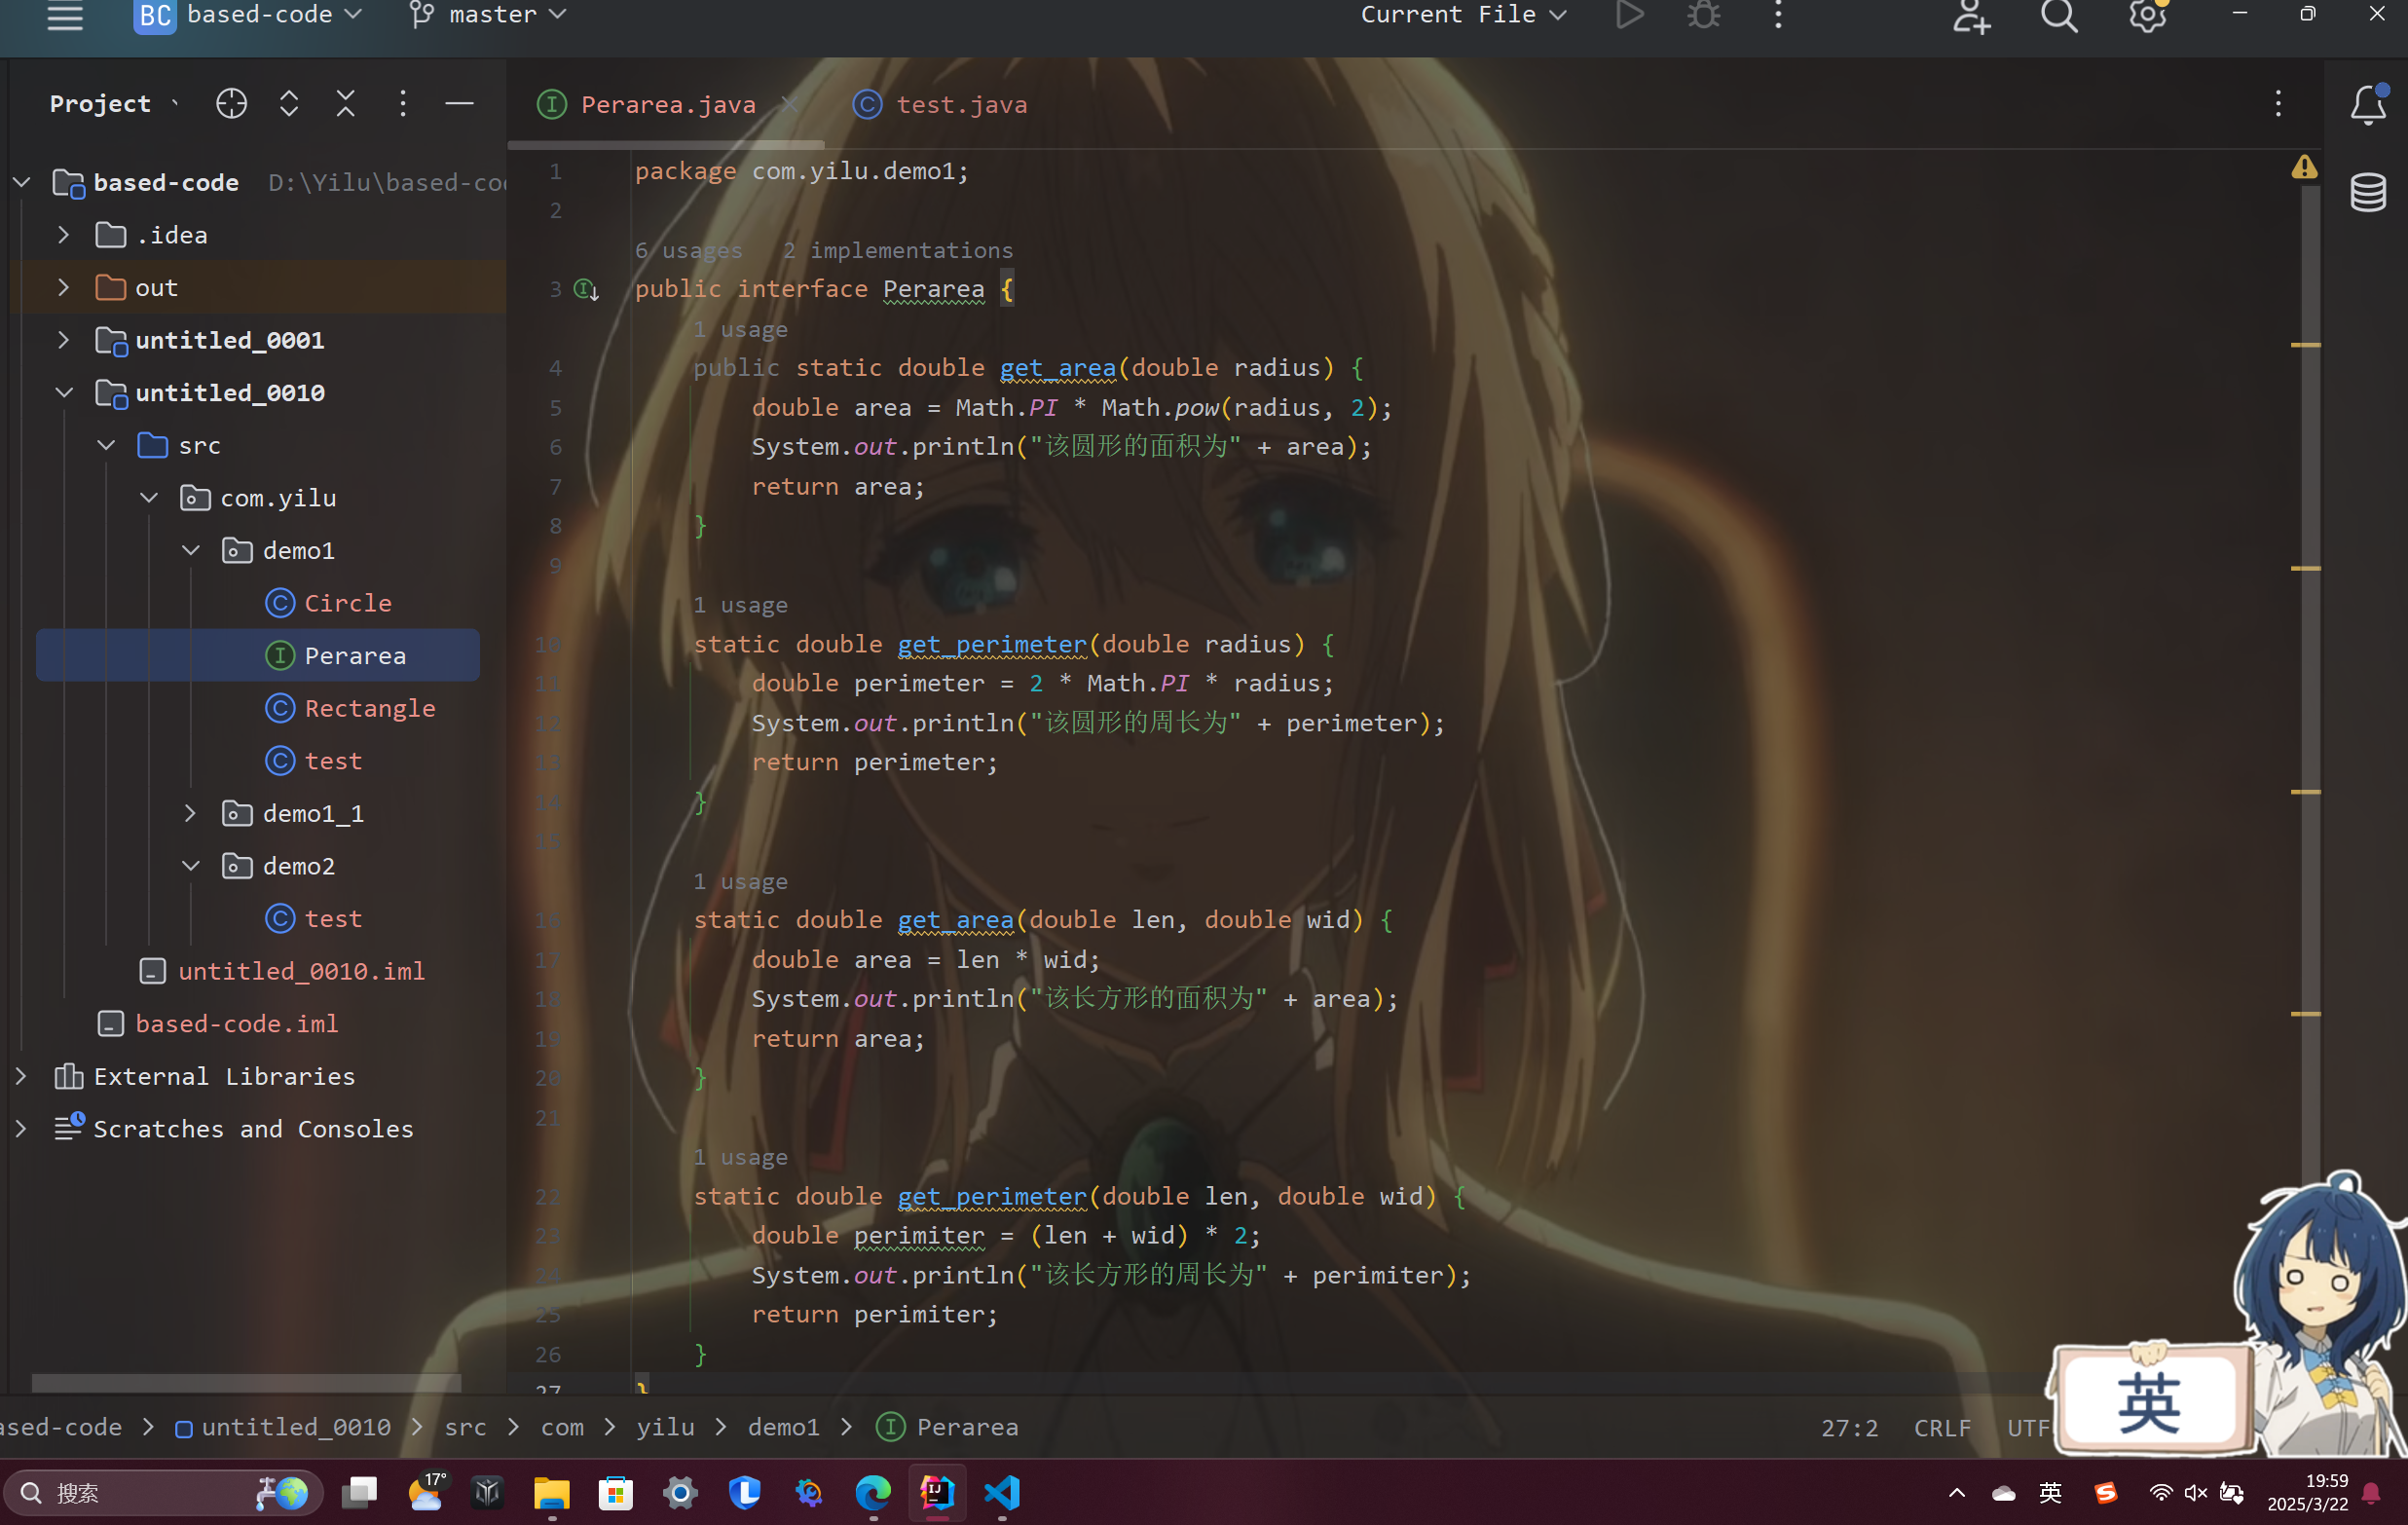 BC based-code master Current File
Project
Perarea.java test.java
based-code D:\Yilu\based-co
.idea
out
untitled_0001
untitled_0010
src
com.yilu
demo1
Circle
Perarea
Rectangle
test
demo1_1
demo2
test
untitled_0010.iml
based-code.iml
External Libraries
Scratches and Consoles
1 package com.yilu.demo1;
2
6 usages 2 implementations
3 public interface Perarea {
1 usage
4 public static double get_area(double radius) {
5 double area = Math.PI * Math.pow(radius, 2);
6 System.out.println("该圆形的面积为" + area);
7 return area;
8 }
9
1 usage
10 static double get_perimeter(double radius) {
11 double perimeter = 2 * Math.PI * radius;
12 System.out.println("该圆形的周长为" + perimeter);
13 return perimeter;
14 }
15
1 usage
16 static double get_area(double len, double wid) {
17 double area = len * wid;
18 System.out.println("该长方形的面积为" + area);
19 return area;
20 }
21
1 usage
22 static double get_perimeter(double len, double wid) {
23 double perimiter = (len + wid) * 2;
24 System.out.println("该长方形的周长为" + perimiter);
25 return perimiter;
26 }
27 }
ased-code > untitled_0010 > src > com > yilu > demo1 > Perarea
27:2 CRLF UTF
英
搜索
17°
英
19:59
2025/3/22